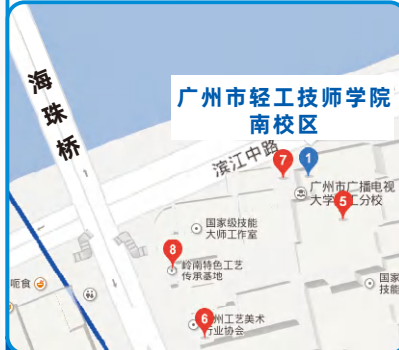 海珠桥
广州市轻工技师学院
南校区
滨江中路
7
1
广州市广播电视
大学 工分校
5
国家级技能
大师工作室
8
岭南特色工艺
传承基地
呃食
国家
技能
6
州工艺美术
行业协会